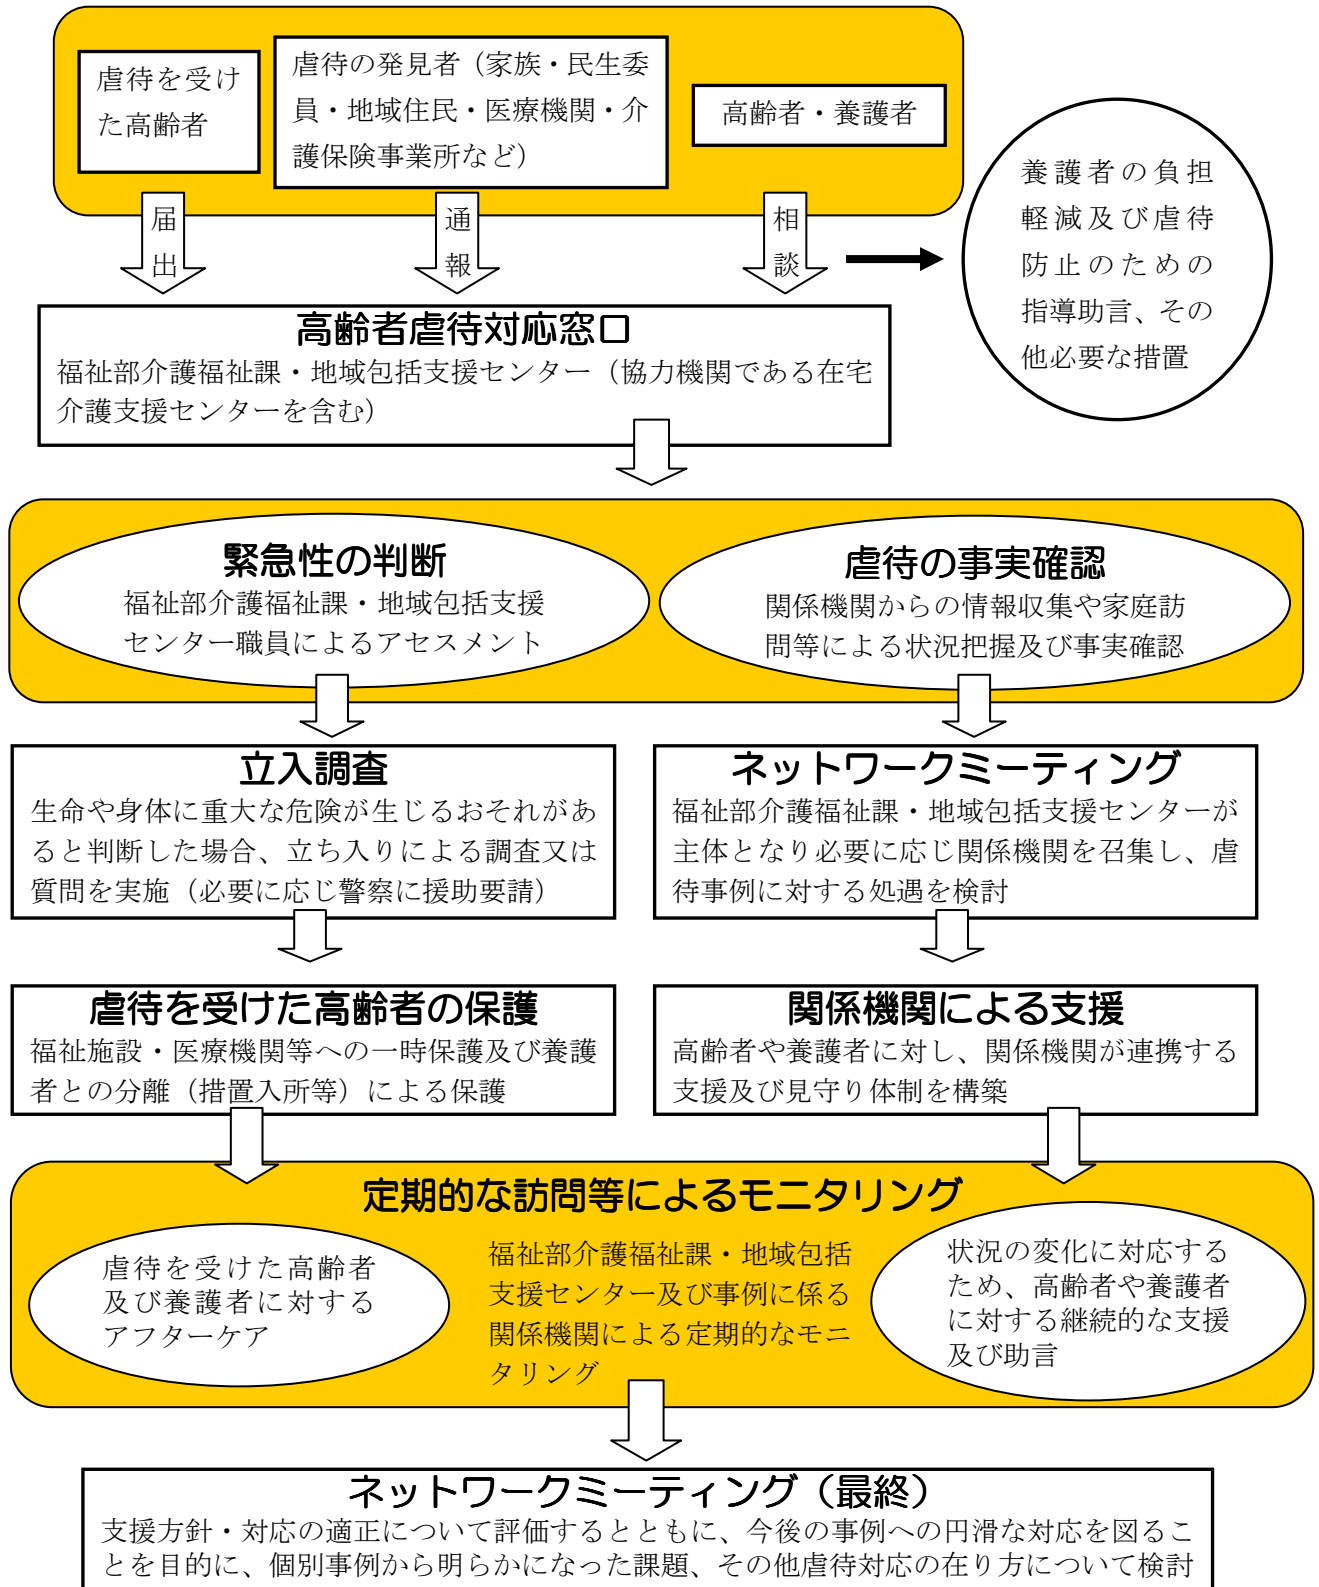 虐待を受け
た高齢者
虐待の発見者（家族・民生委
員・地域住民・医療機関・介
護保険事業所など）
高齢者・養護者
届出
通報
相談
養護者の負担
軽減及び虐待
防止のための
指導助言、その
他必要な措置
高齢者虐待対応窓口
福祉部介護福祉課・地域包括支援センター（協力機関である在宅
介護支援センターを含む）
緊急性の判断
福祉部介護福祉課・地域包括支援
センター職員によるアセスメント
虐待の事実確認
関係機関からの情報収集や家庭訪
問等による状況把握及び事実確認
立入調査
生命や身体に重大な危険が生じるおそれがあ
ると判断した場合、立ち入りによる調査又は
質問を実施（必要に応じ警察に援助要請）
ネットワークミーティング
福祉部介護福祉課・地域包括支援センターが
主体となり必要に応じ関係機関を召集し、虐
待事例に対する処遇を検討
虐待を受けた高齢者の保護
福祉施設・医療機関等への一時保護及び養護
者との分離（措置入所等）による保護
関係機関による支援
高齢者や養護者に対し、関係機関が連携する
支援及び見守り体制を構築
定期的な訪問等によるモニタリング
虐待を受けた高齢者
及び養護者に対する
アフターケア
福祉部介護福祉課・地域包括
支援センター及び事例に係る
関係機関による定期的なモニ
タリング
状況の変化に対応する
ため、高齢者や養護者
に対する継続的な支援
及び助言
ネットワークミーティング（最終）
支援方針・対応の適正について評価するとともに、今後の事例への円滑な対応を図るこ
とを目的に、個別事例から明らかになった課題、その他虐待対応の在り方について検討